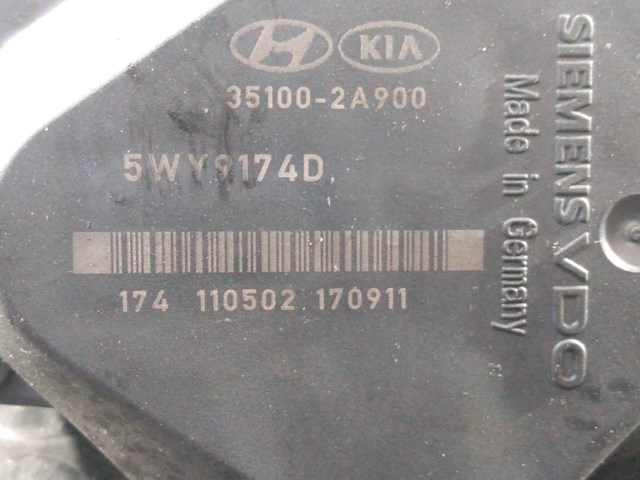 H KIA
35100-2A900
5WY9174D.
174 110502 170911
SIEMENS VDO
Made in Germany